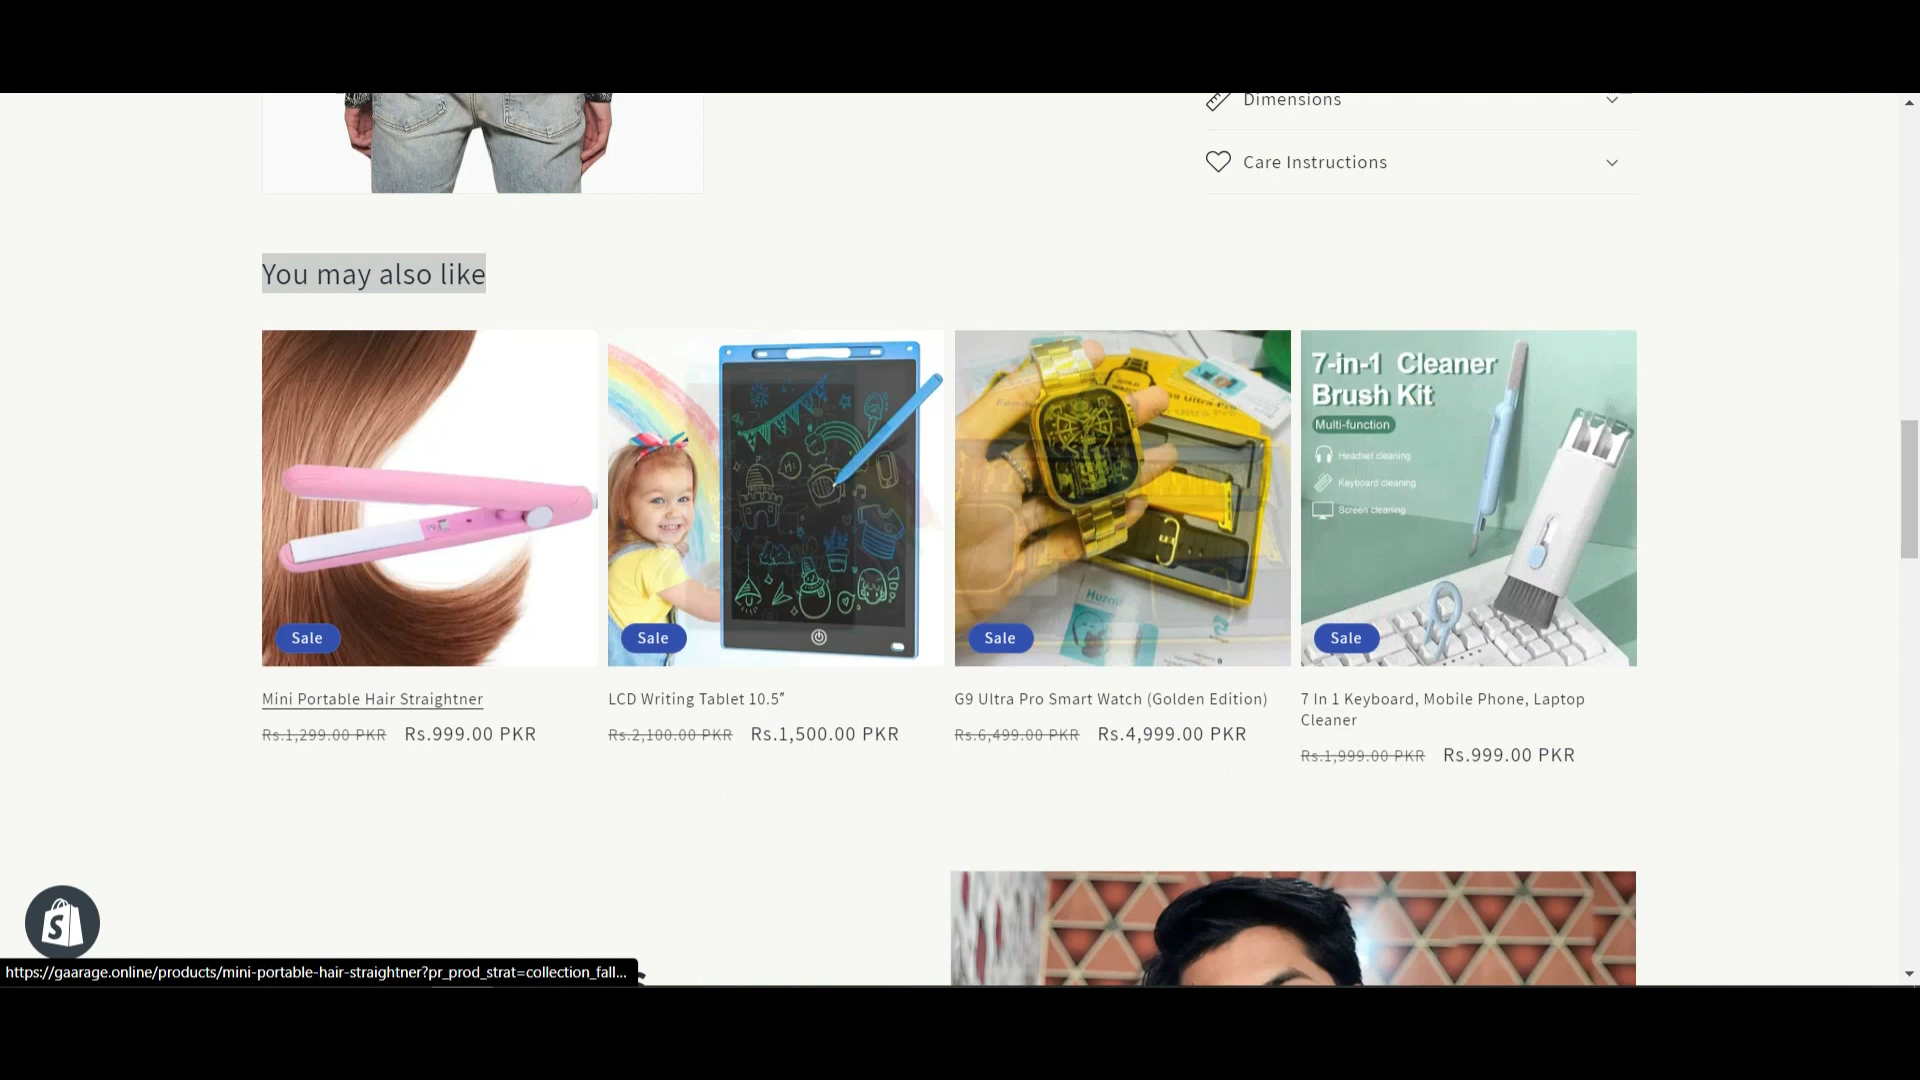 Dimensions
Care Instructions
You may also like
7-in-1 Cleaner
Brush Kit
Multi-function
Headset cleaning
Keyboard cleaning
Screen cleaning
Sale
Sale
Sale
Sale
Mini Portable Hair Straightner
LCD Writing Tablet 10.5″
G9 Ultra Pro Smart Watch (Golden Edition)
7 In 1 Keyboard, Mobile Phone, Laptop
Cleaner
Rs.1,299.00 PKR Rs.999.00 PKR
Rs.2,100.00 PKR Rs.1,500.00 PKR
Rs.6,499.00 PKR Rs.4,999.00 PKR
Rs.1,999.00 PKR Rs.999.00 PKR
https://gaarage.online/products/mini-portable-hair-straightner?pr_prod_strat=collection_fall...